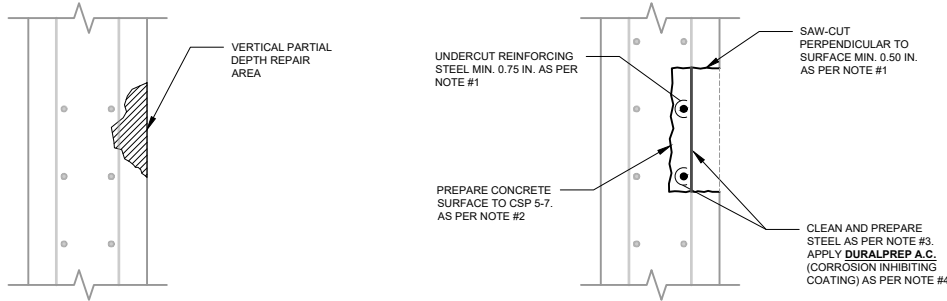 VERTICAL PARTIAL
DEPTH REPAIR
AREA
UNDERCUT REINFORCING
STEEL MIN. 0.75 IN. AS PER
NOTE #1
SAW-CUT
PERPENDICULAR TO
SURFACE MIN. 0.50 IN.
AS PER NOTE #1
PREPARE CONCRETE
SURFACE TO CSP 5-7.
AS PER NOTE #2
CLEAN AND PREPARE
STEEL AS PER NOTE #3.
APPLY DURALPREP A.C.
(CORROSION INHIBITING
COATING) AS PER NOTE #4